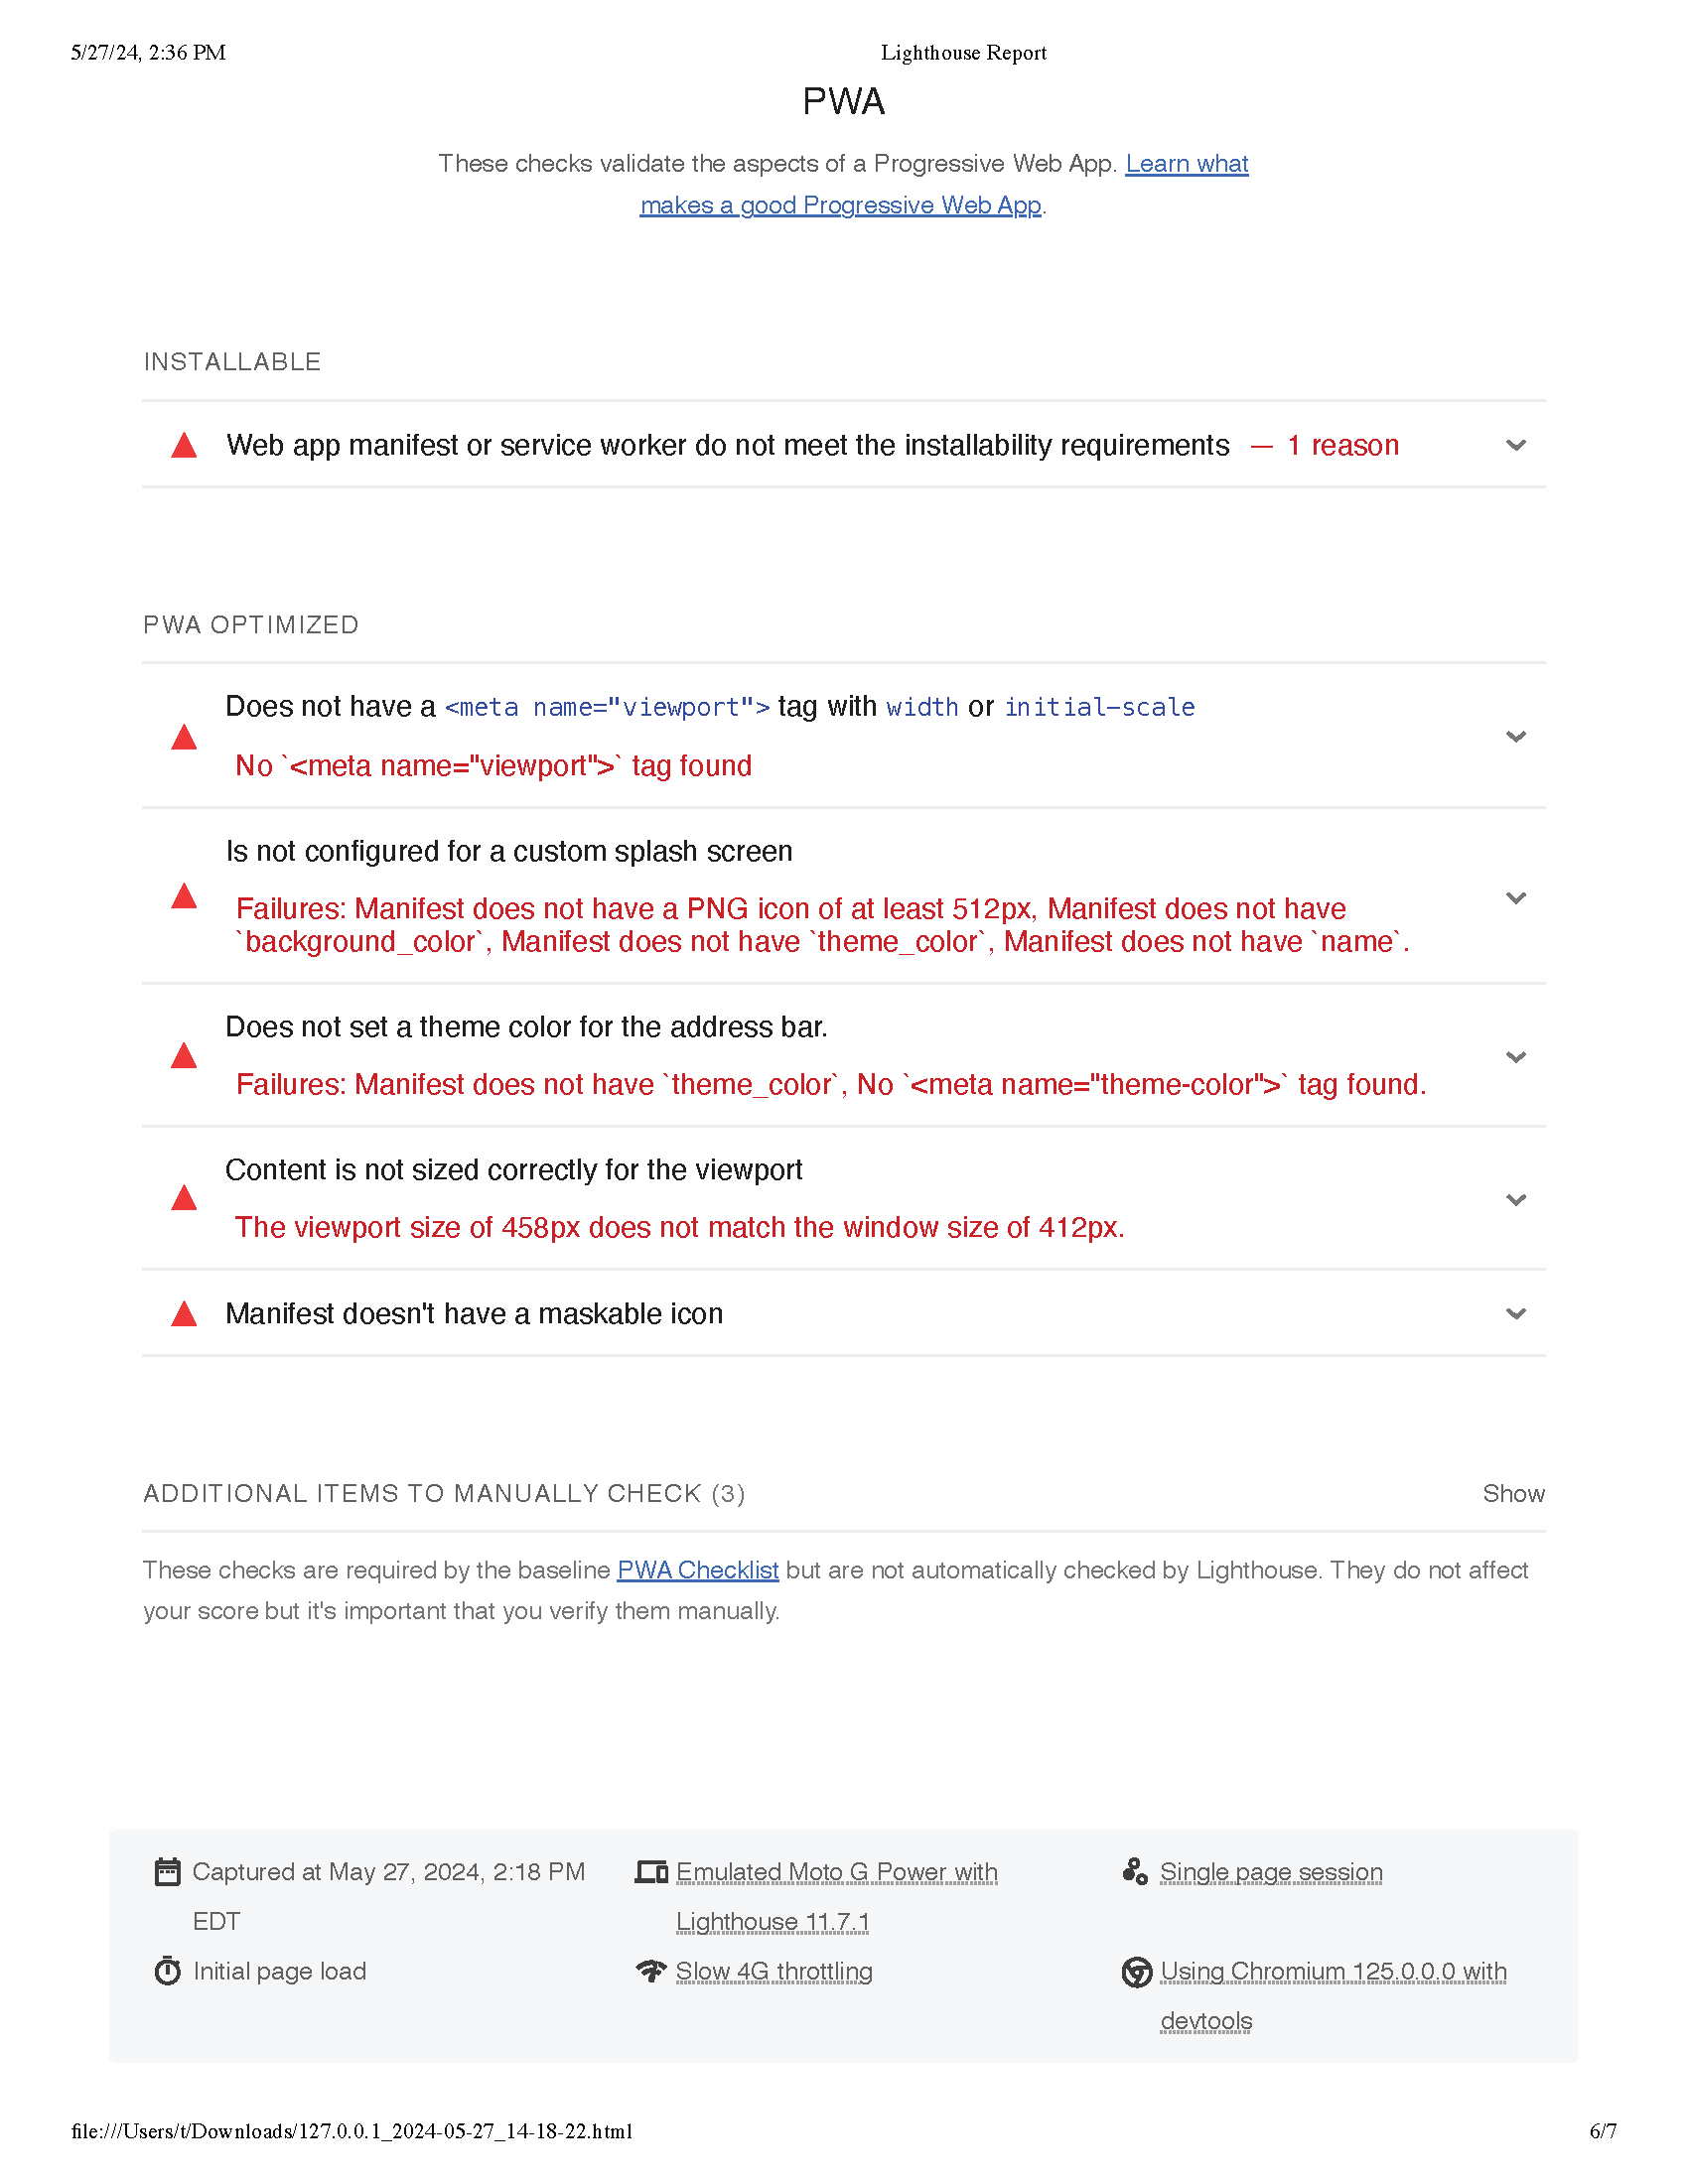 5/27/24, 2:36 PM
Lighthouse Report
PWA
These checks validate the aspects of a Progressive Web App. Learn what
makes a good Progressive Web App.
INSTALLABLE
Web app manifest or service worker do not meet the installability requirements — 1 reason
PWA OPTIMIZED
Does not have a <meta name="viewport"> tag with width or initial-scale
No `<meta name="viewport">` tag found
Is not configured for a custom splash screen
Failures: Manifest does not have a PNG icon of at least 512px, Manifest does not have
`background_color`, Manifest does not have `theme_color`, Manifest does not have `name`.
Does not set a theme color for the address bar.
Failures: Manifest does not have `theme_color`, No `<meta name="theme-color">` tag found.
Content is not sized correctly for the viewport
The viewport size of 458px does not match the window size of 412px.
Manifest doesn't have a maskable icon
ADDITIONAL ITEMS TO MANUALLY CHECK (3)
Show
These checks are required by the baseline PWA Checklist but are not automatically checked by Lighthouse. They do not affect
your score but it's important that you verify them manually.
Captured at May 27, 2024, 2:18 PM
EDT
Emulated Moto G Power with
Lighthouse 11.7.1
Single page session
Initial page load
Slow 4G throttling
Using Chromium 125.0.0.0 with
devtools
file:///Users/t/Downloads/127.0.0.1_2024-05-27_14-18-22.html
6/7